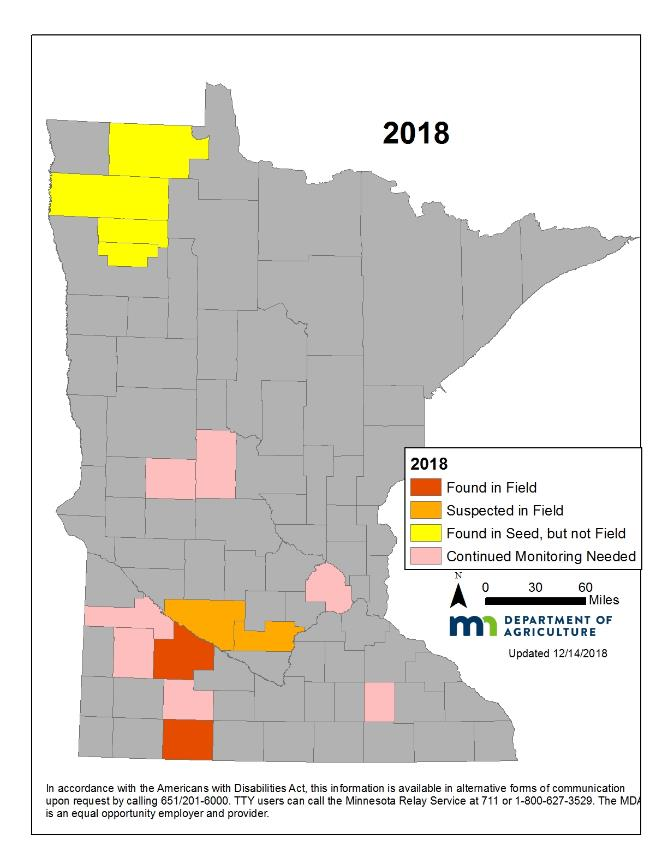 2018
2018
Found in Field
Suspected in Field
Found in Seed, but not Field
Continued Monitoring Needed
N
0 30 60
Miles
mn DEPARTMENT OF
AGRICULTURE
Updated 12/14/2018
In accordance with the Americans with Disabilities Act, this information is available in alternative forms of communication
upon request by calling 651/201-6000. TTY users can call the Minnesota Relay Service at 711 or 1-800-627-3529. The MDA
is an equal opportunity employer and provider.